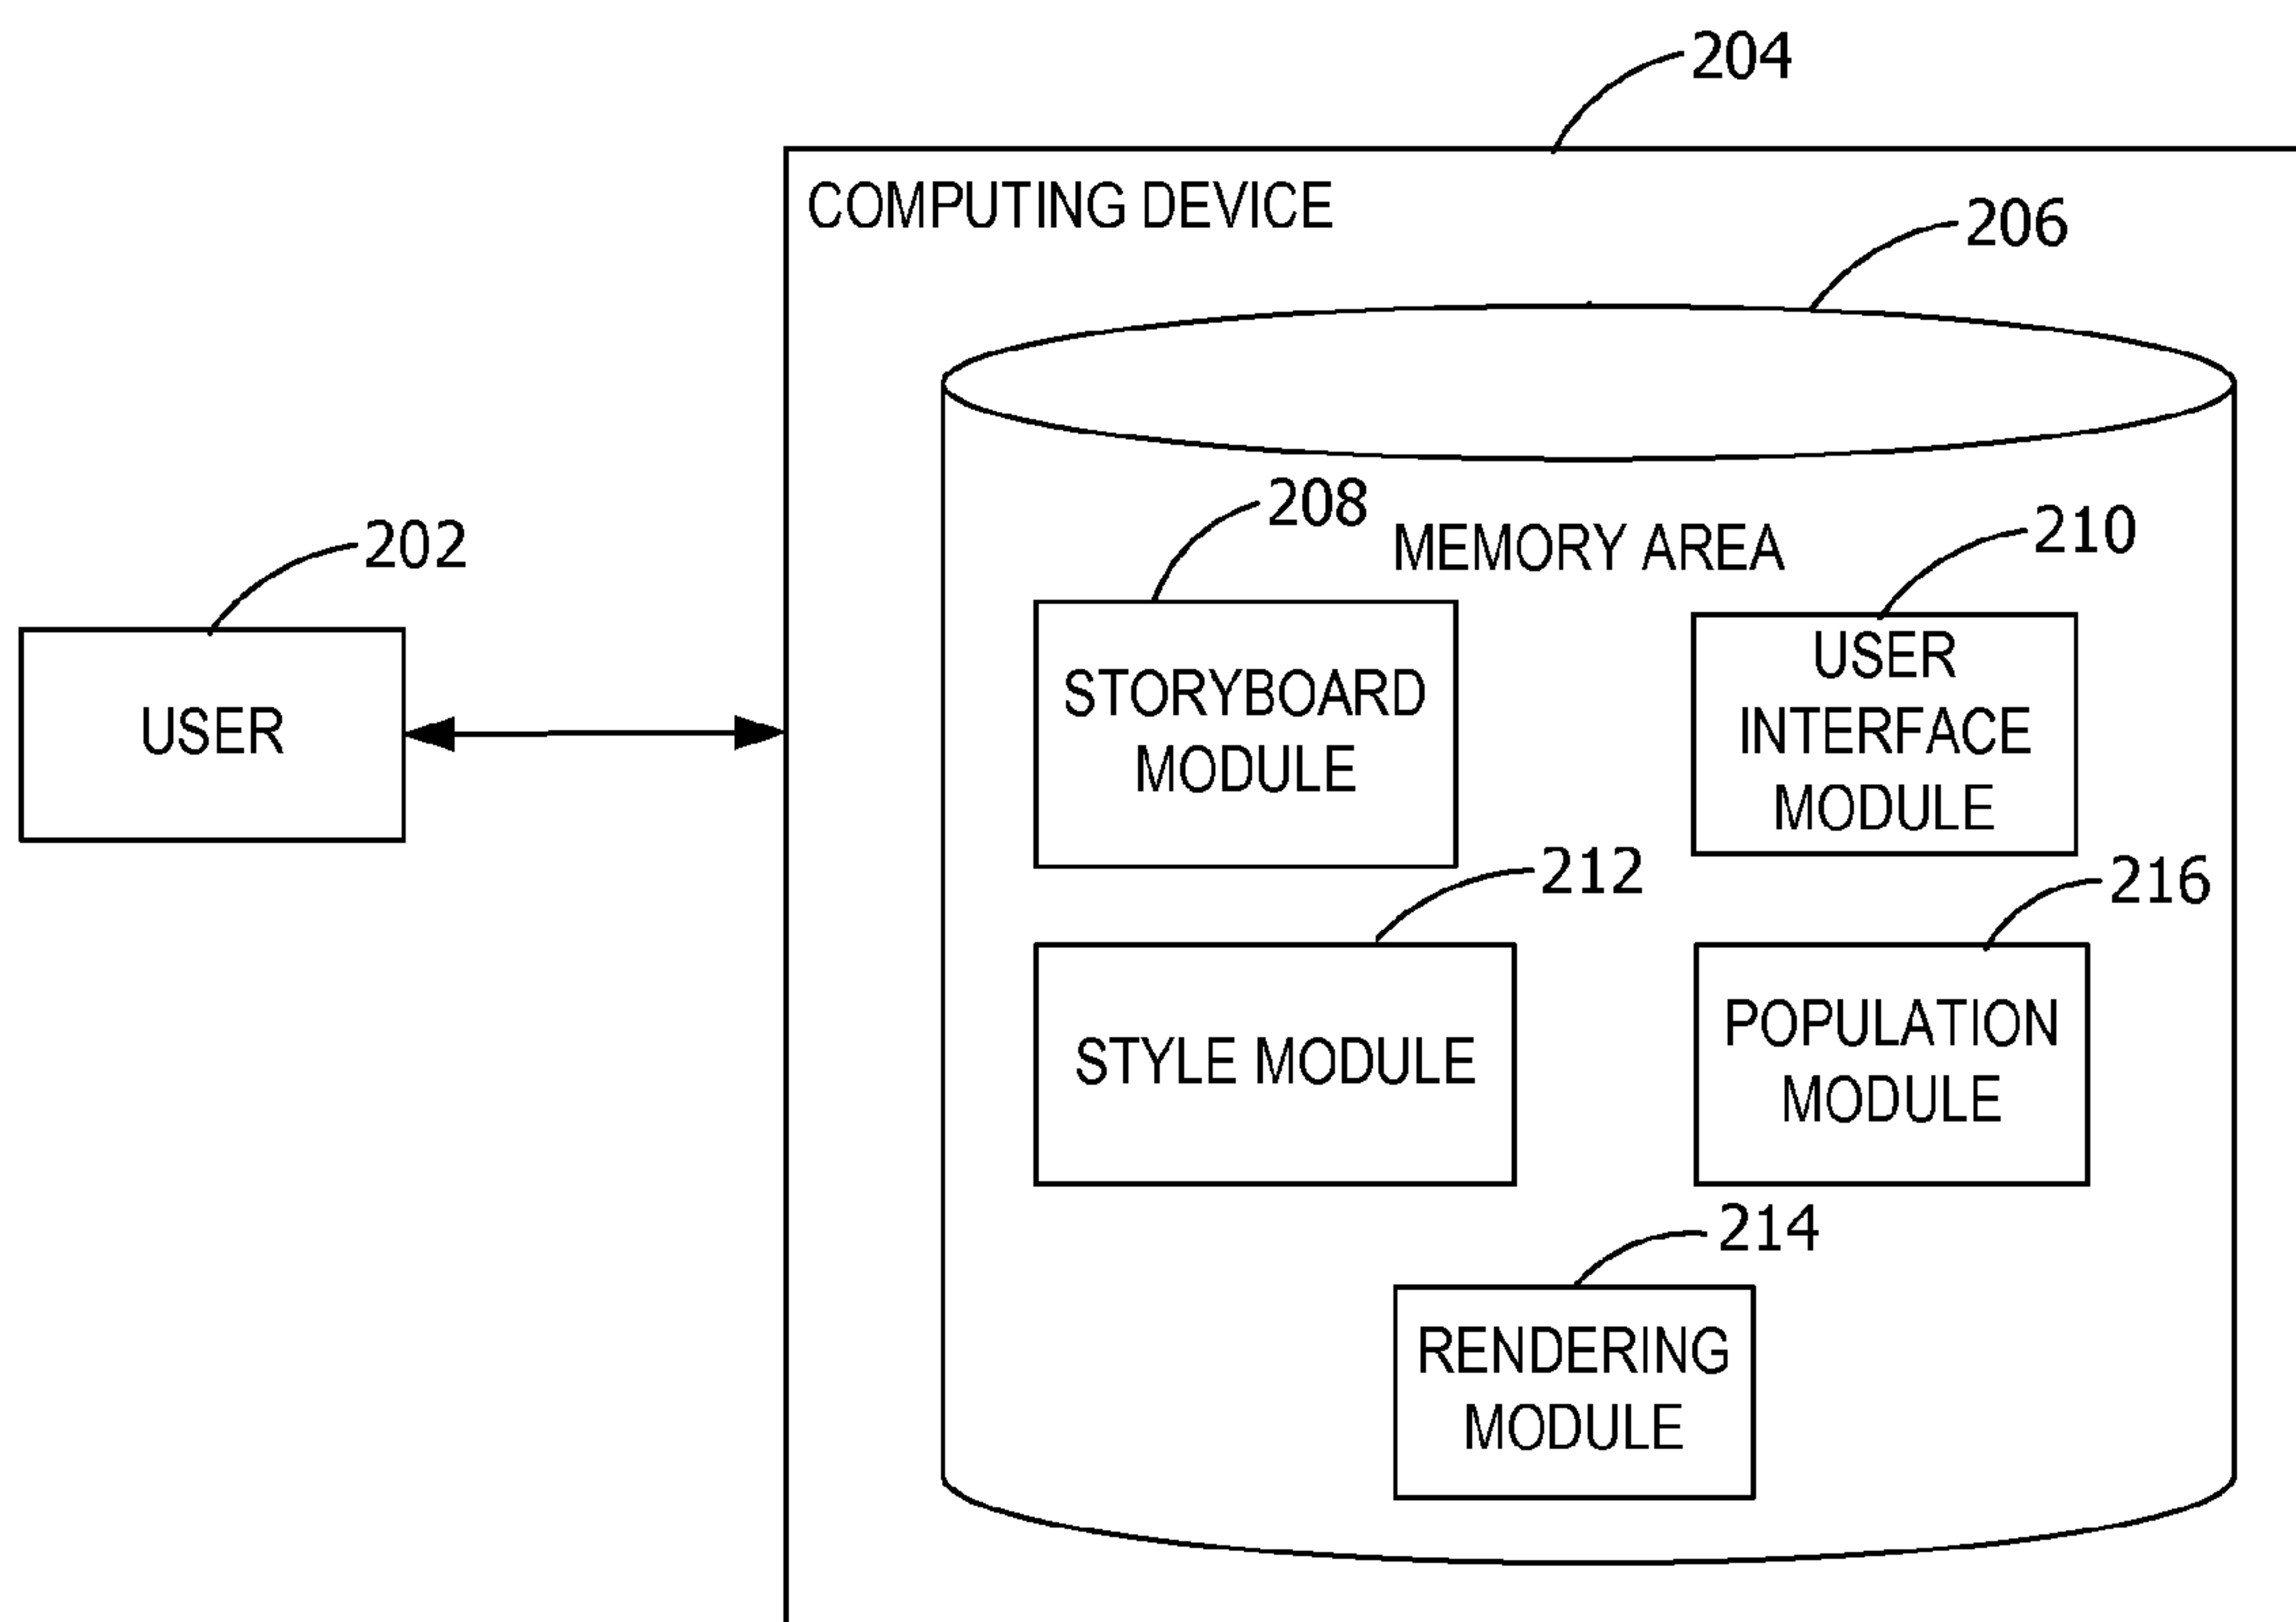 204
COMPUTING DEVICE
206
208
MEMORY AREA
210
202
USER
STORYBOARD
MODULE
USER
INTERFACE
MODULE
212
216
STYLE MODULE
POPULATION
MODULE
214
RENDERING
MODULE